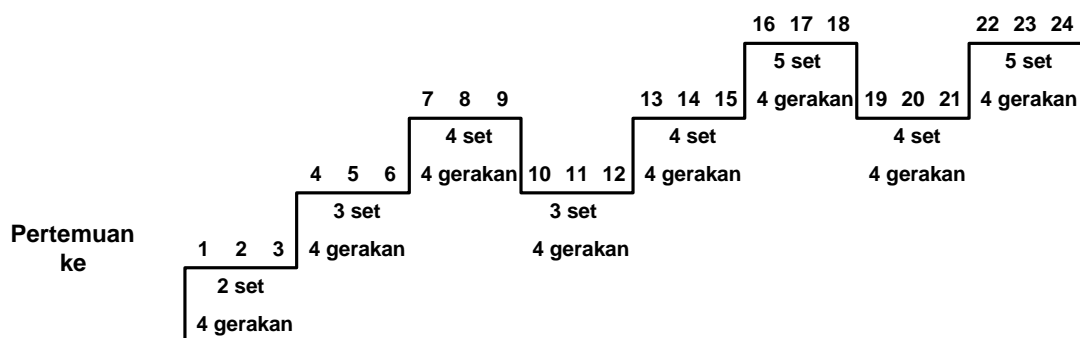 16 17 18
22 23 24
5 set
5 set
7 8 9
13 14 15
4 gerakan
19 20 21
4 gerakan
4 set
4 set
4 set
4 5 6
4 gerakan
10 11 12
4 gerakan
4 gerakan
3 set
3 set
Pertemuan
ke
1 2 3
4 gerakan
4 gerakan
2 set
4 gerakan